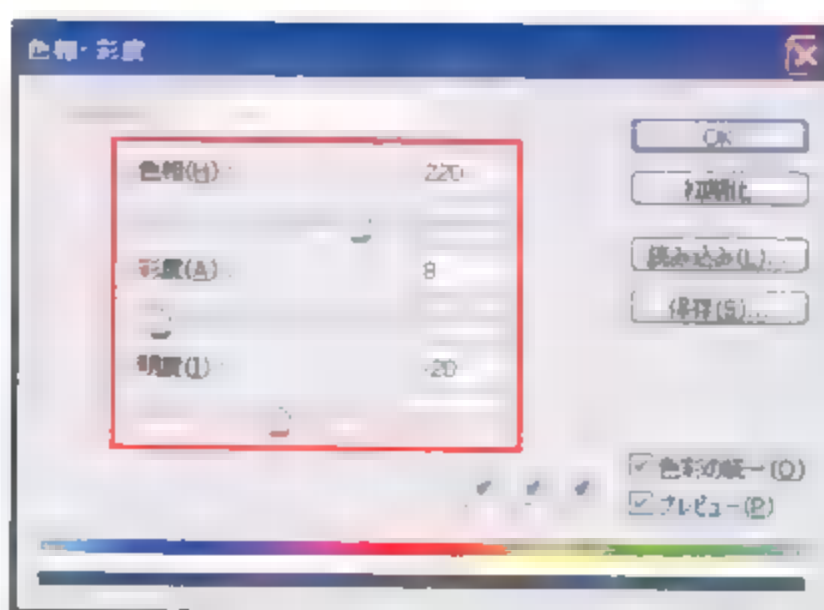 色相・彩度
色相(H): 220
彩度(A): 8
明度(I): -20
OK
初期化
読み込み(L)...
保存(S)...
色彩の統一(O)
プレビュー(P)